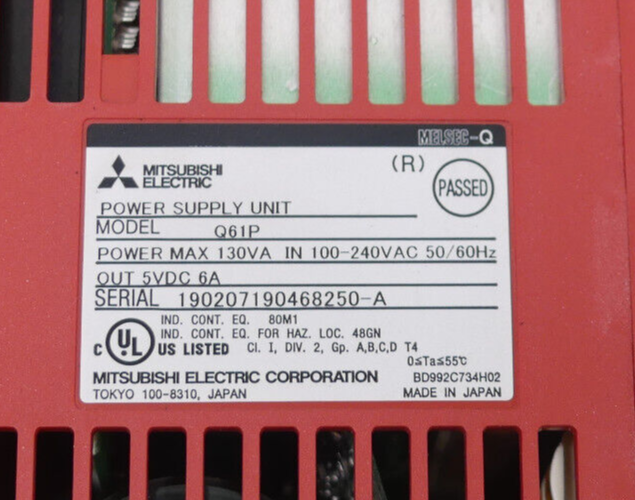 MELSEC-Q
MITSUBISHI
ELECTRIC
(R)
PASSED
POWER SUPPLY UNIT
MODEL Q61P
POWER MAX 130VA IN 100-240VAC 50/60Hz
OUT 5VDC 6A
SERIAL 190207190468250-A
IND. CONT. EQ. 80M1
IND. CONT. EQ. FOR HAZ. LOC. 48GN
C UL US LISTED Cl. I, DIV. 2, Gp. A,B,C,D T4
0≤Ta≤55℃
MITSUBISHI ELECTRIC CORPORATION BD992C734H02
TOKYO 100-8310, JAPAN MADE IN JAPAN